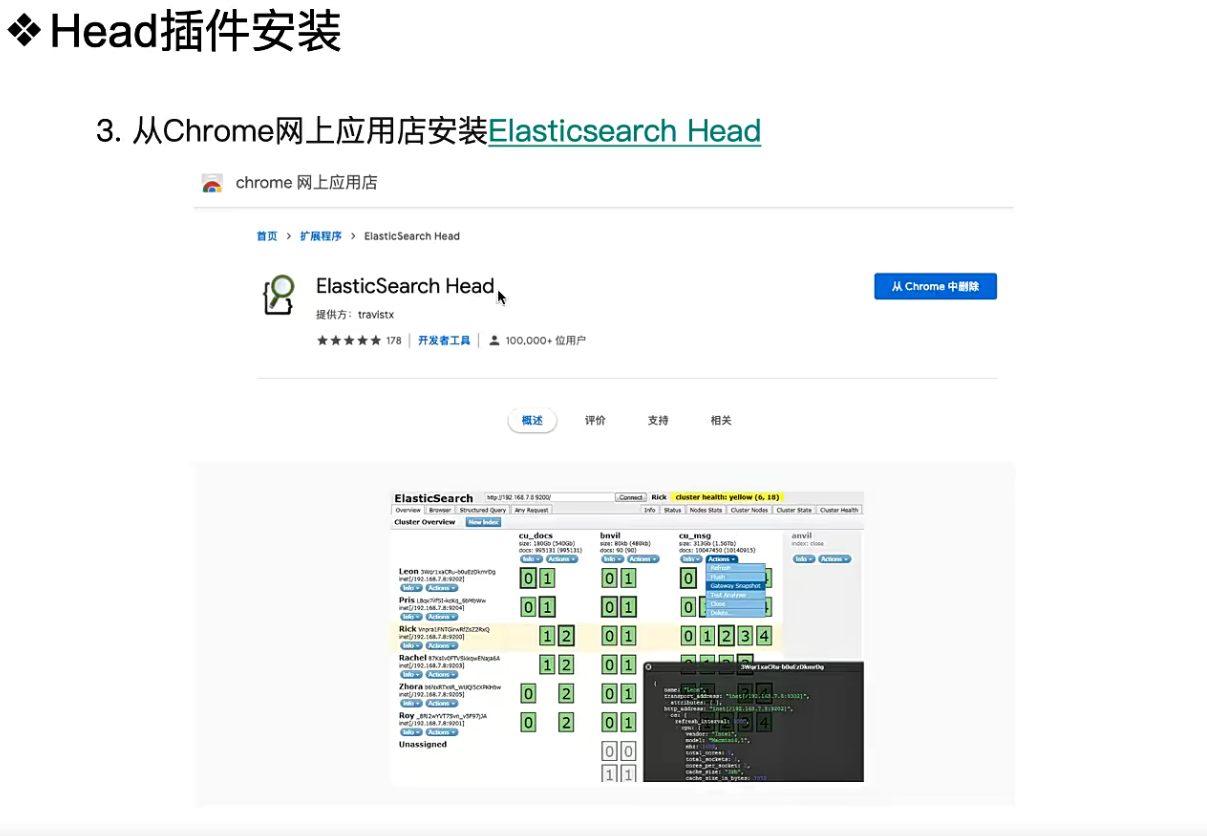 ❖Head插件安装
3. 从Chrome网上应用店安装Elasticsearch Head
chrome 网上应用店
首页 > 扩展程序 > ElasticSearch Head
ElasticSearch Head
从 Chrome 中删除
提供方：travistx
★★★★★ 178 | 开发者工具 | 100,000+ 位用户
概述 评价 支持 相关
ElasticSearch http://192.168.7.8:9200/ Connect Rick cluster health: yellow (6, 18)
Overview Browser Structured Query Any Request Info Status Nodes Stats Cluster Nodes Cluster State Cluster Health
Cluster Overview New Index
cu_docs bnvil cu_msg anvil
size: 180Gb (540Gb) size: 80kb (480kb) size: 313Gb (1.56Tb) index: close
docs: 995131 (995131) docs: 90 (90) docs: 10047450 (10140915)
Info Actions Info Actions Info Actions Info Actions
Refresh
Flush
Gateway Snapshot
Test Analyser
Close
Delete...
Leon
inet[/192.168.7.8:9202]
Info Actions
0 1 0 1 0
Pris
inet[/192.168.7.8:9204]
Info Actions
0 1 0 1 0
Rick
inet[/192.168.7.8:9200]
Info Actions
1 2 0 1 0 1 2 3 4
Rachel
inet[/192.168.7.8:9203]
Info Actions
1 2 0 1
Zhora
inet[/192.168.7.8:9205]
Info Actions
0 2 0 1
Roy
inet[/192.168.7.8:9201]
Info Actions
0 2 0 1
Unassigned
0 0
1 1
{
name: "Leon",
attributes: { },
os: {
cpu: {
vendor: "Intel",